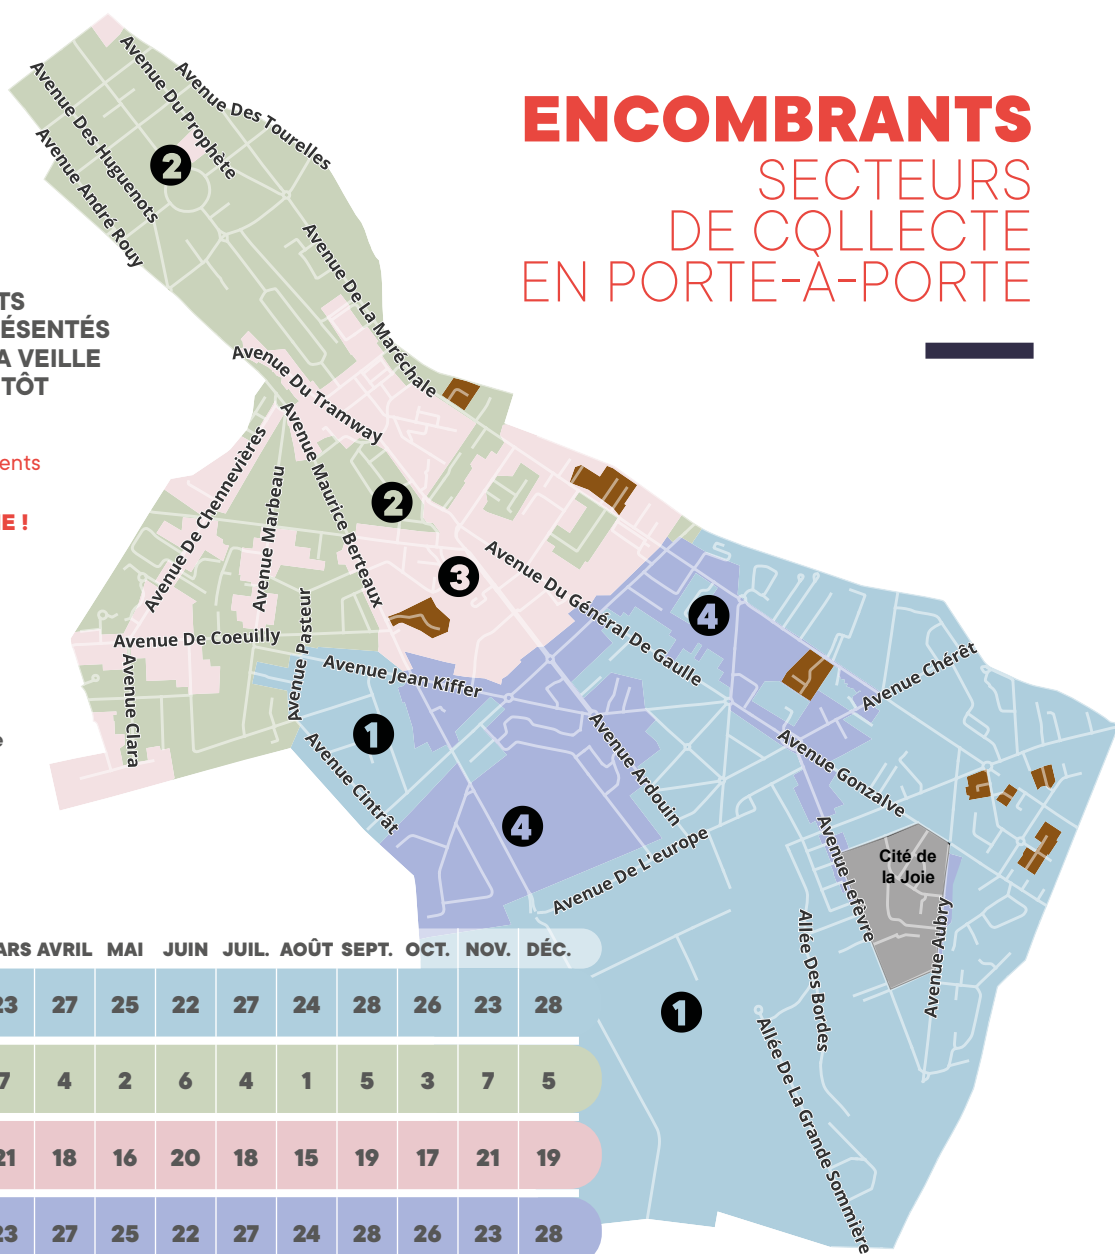 ENCOMBRANTS
SECTEURS
DE COLLECTE
EN PORTE-À-PORTE
TS
ÉSENTÉS
A VEILLE
TÔT
ents
E !
e
Avenue Du Prophète
Avenue Des Tourelles
Avenue Des Huguenots
Avenue André Rouy
2
Avenue De La Maréchale
Avenue Du Tramway
Avenue De Chennevières
Avenue Marbeau
Avenue Maurice Berteaux
2
3
Avenue Du Général De Gaulle
4
Avenue De Coeuilly
Avenue Pasteur
Avenue Clara
Avenue Jean Kiffer
Avenue Chérêt
1
Avenue Cintrât
Avenue Ardouin
Avenue Gonzalve
4
Avenue De L'europe
Avenue Lefèvre
Cité de
la Joie
Avenue Aubry
Allée Des Bordes
1
Allée De La Grande Sommière
ARS AVRIL MAI JUIN JUIL. AOÛT SEPT. OCT. NOV. DÉC.
23 27 25 22 27 24 28 26 23 28
7 4 2 6 4 1 5 3 7 5
21 18 16 20 18 15 19 17 21 19
23 27 25 22 27 24 28 26 23 28